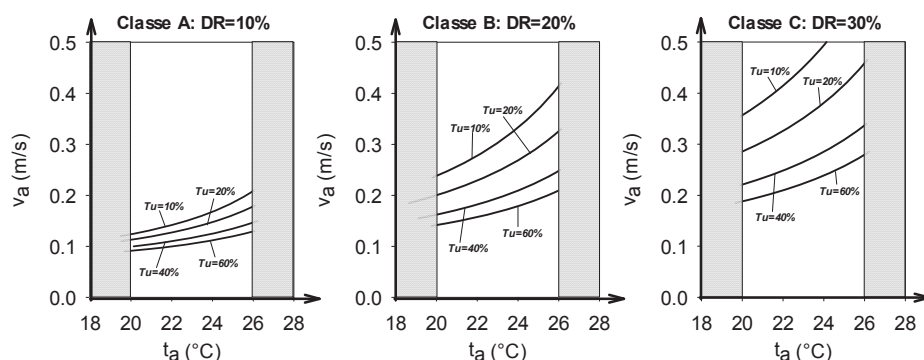 Classe A: DR=10%
0.5
0.4
0.3
0.2
0.1
0.0
va (m/s)
Tu=10%
Tu=20%
Tu=40%
Tu=60%
18 20 22 24 26 28
ta (°C)
Classe B: DR=20%
0.5
0.4
0.3
0.2
0.1
0.0
va (m/s)
Tu=10%
Tu=20%
Tu=40%
Tu=60%
18 20 22 24 26 28
ta (°C)
Classe C: DR=30%
0.5
0.4
0.3
0.2
0.1
0.0
va (m/s)
Tu=10%
Tu=20%
Tu=40%
Tu=60%
18 20 22 24 26 28
ta (°C)